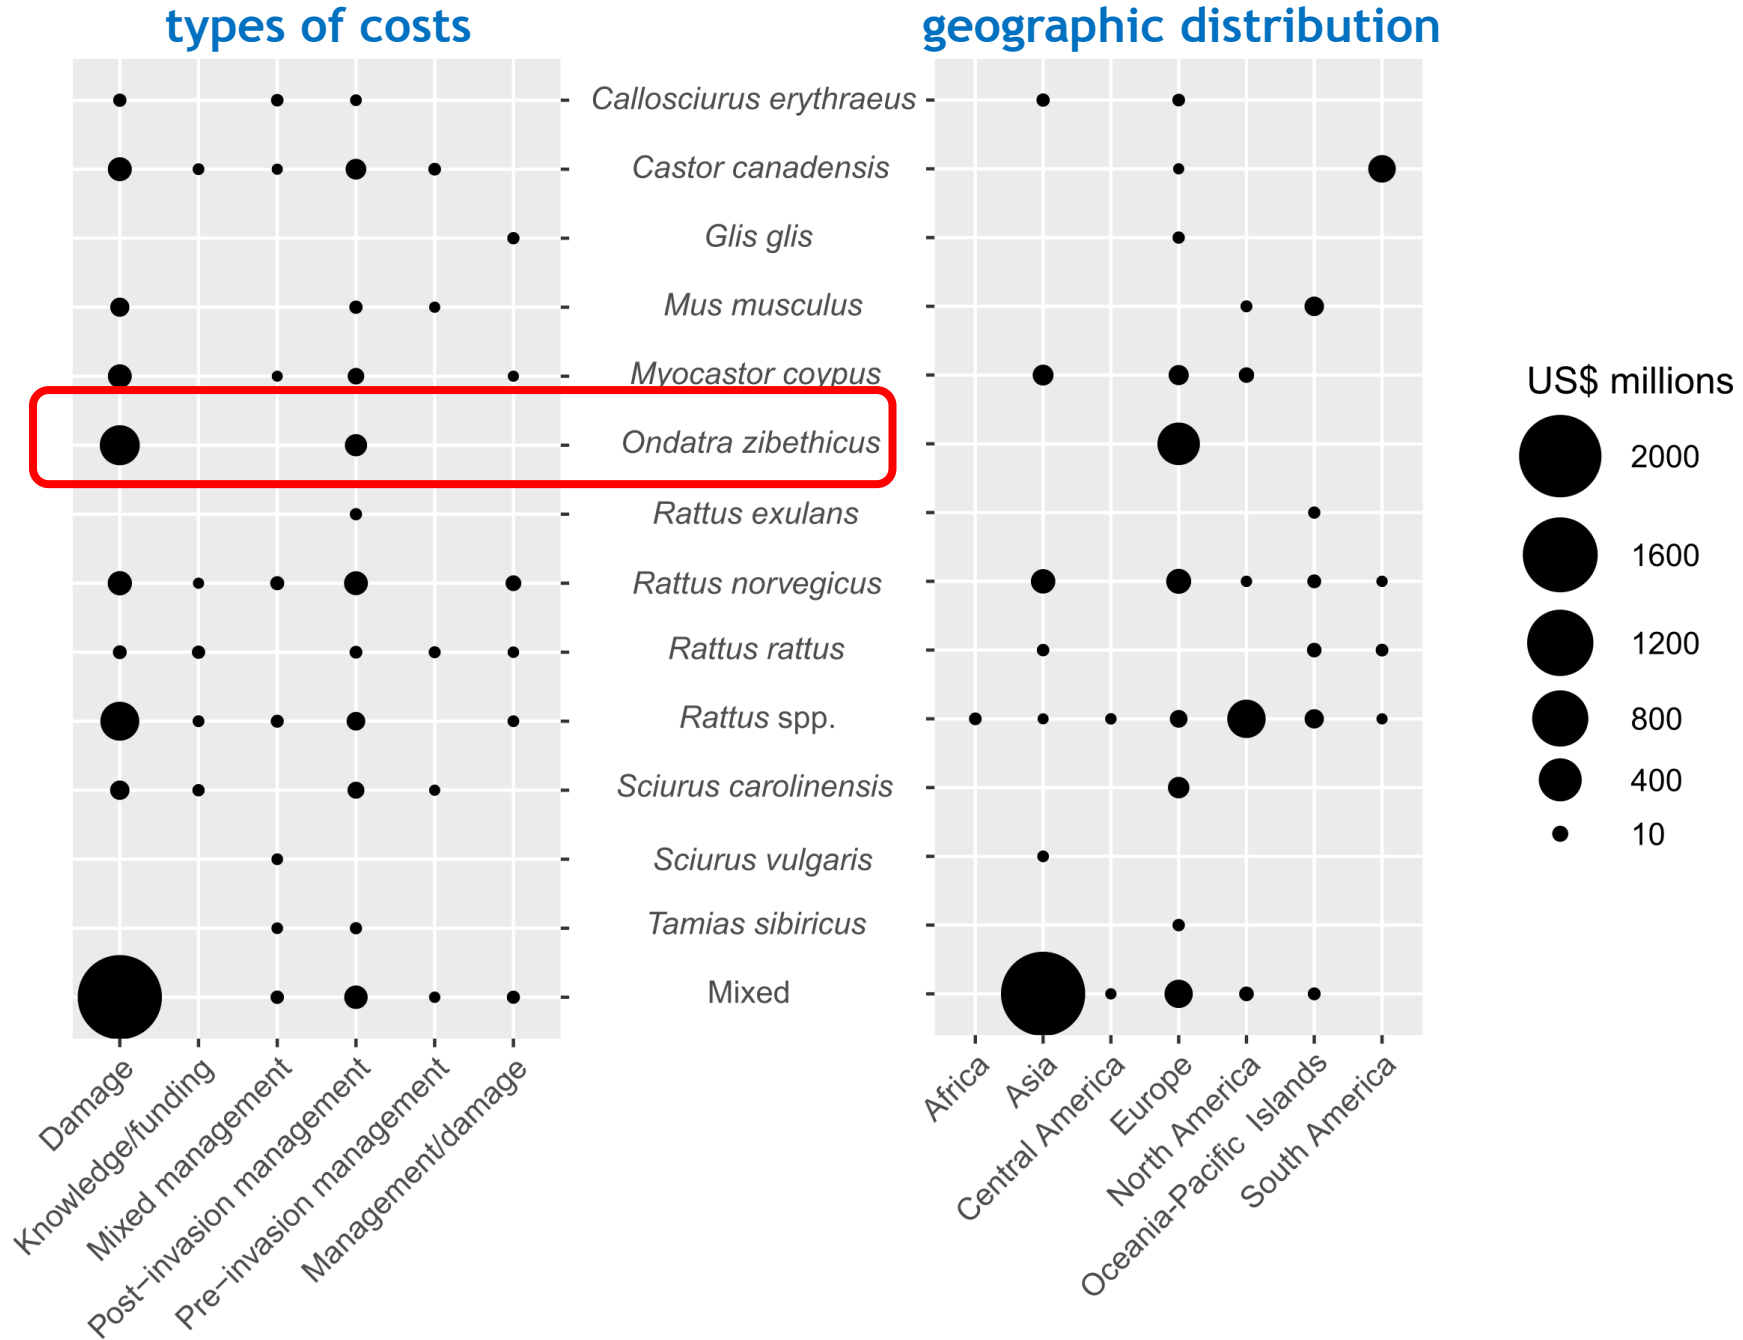 types of costs
geographic distribution
Callosciurus erythraeus
Castor canadensis
Glis glis
Mus musculus
Myocastor coypus
Ondatra zibethicus
Rattus exulans
Rattus norvegicus
Rattus rattus
Rattus spp.
Sciurus carolinensis
Sciurus vulgaris
Tamias sibiricus
Mixed
US$ millions
2000
1600
1200
800
400
10
Damage
Knowledge/funding
Mixed management
Post−invasion management
Pre−invasion management
Management/damage
Africa
Asia
Central America
Europe
North America
Oceania-Pacific Islands
South America